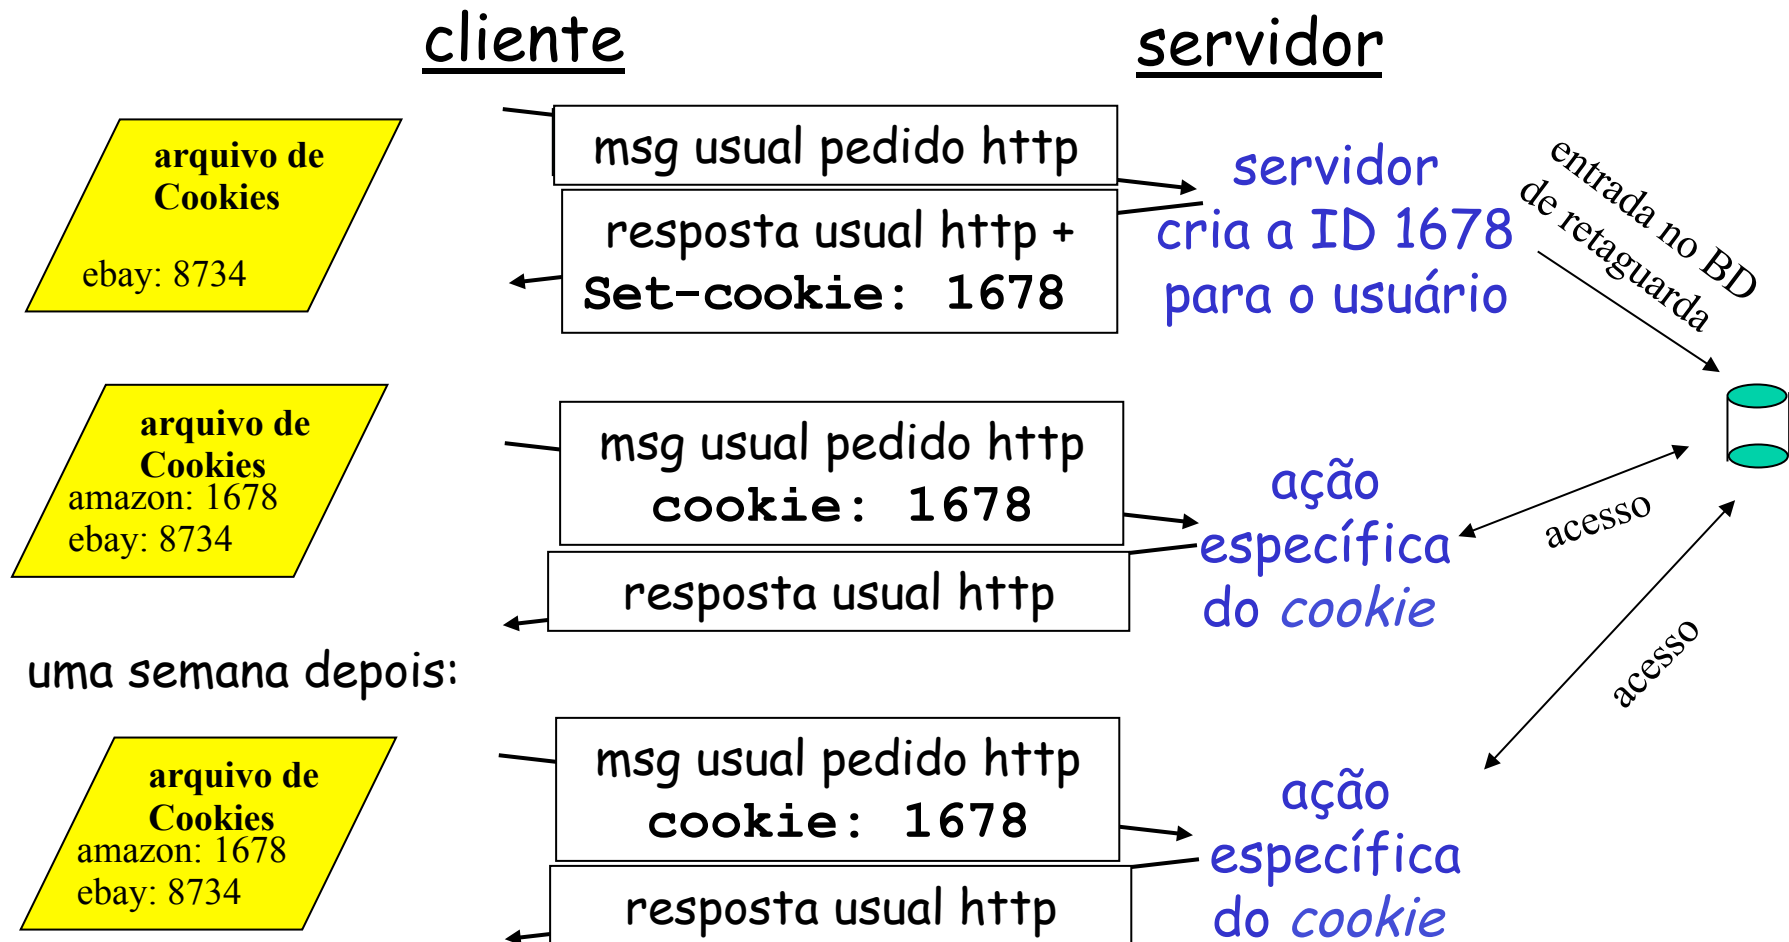 cliente
servidor
arquivo de
Cookies
ebay: 8734
msg usual pedido http
resposta usual http +
Set-cookie: 1678
servidor
cria a ID 1678
para o usuário
entrada no BD
de retaguarda
arquivo de
Cookies
amazon: 1678
ebay: 8734
msg usual pedido http
cookie: 1678
resposta usual http
ação
específica
do cookie
acesso
acesso
uma semana depois:
arquivo de
Cookies
amazon: 1678
ebay: 8734
msg usual pedido http
cookie: 1678
resposta usual http
ação
específica
do cookie